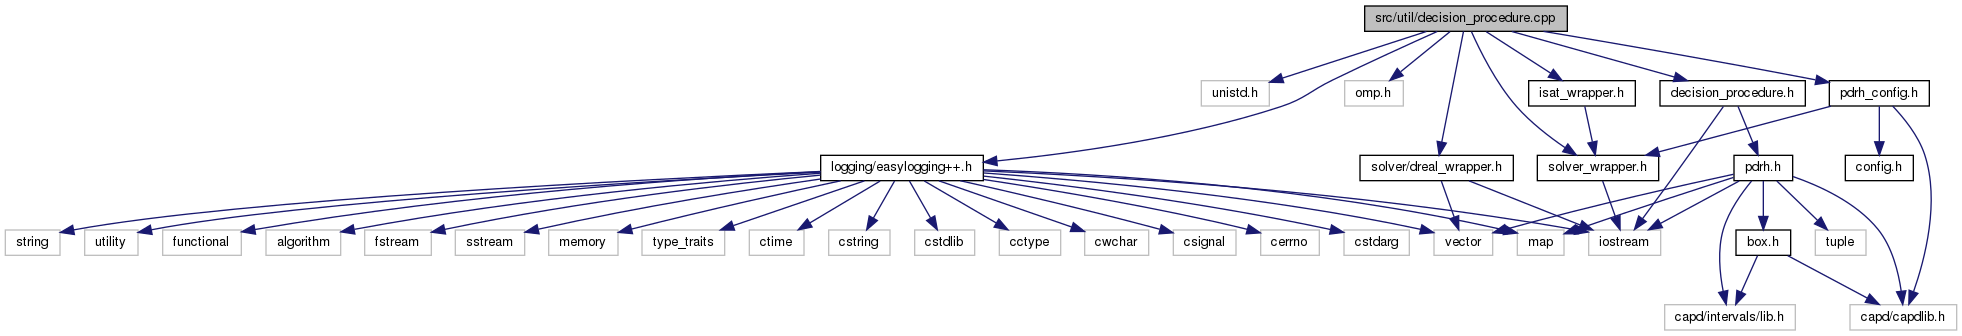 src/util/decision_procedure.cpp
unistd.h
omp.h
isat_wrapper.h
decision_procedure.h
pdrh_config.h
logging/easylogging++.h
solver/dreal_wrapper.h
solver_wrapper.h
pdrh.h
config.h
string
utility
functional
algorithm
fstream
sstream
memory
type_traits
ctime
cstring
cstdlib
cctype
cwchar
csignal
cerrno
cstdarg
vector
map
iostream
box.h
tuple
capd/intervals/lib.h
capd/capdlib.h